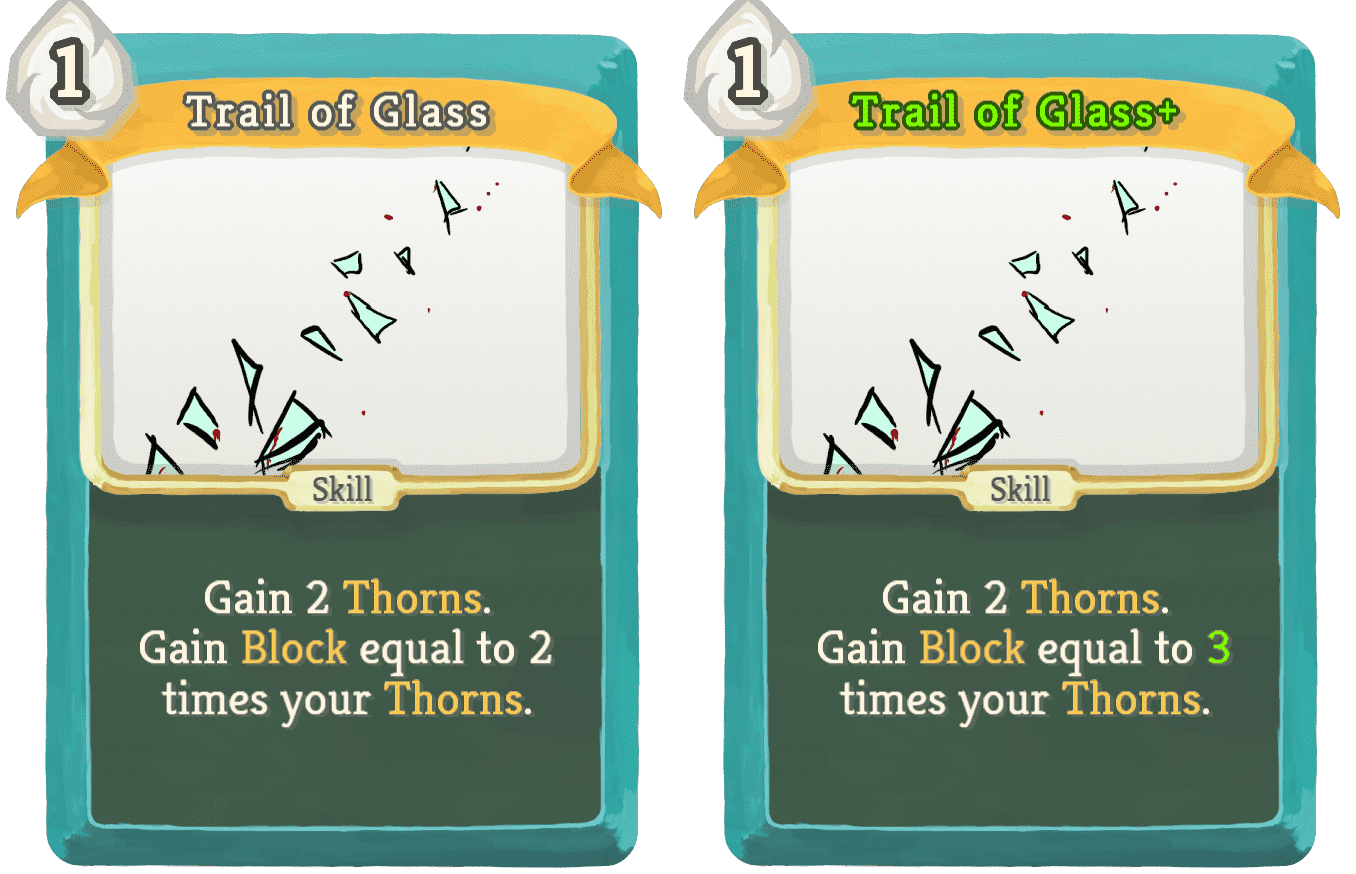 1
Trail of Glass
Skill
Gain 2 Thorns.
Gain Block equal to 2
times your Thorns.
1
Trail of Glass+
Skill
Gain 2 Thorns.
Gain Block equal to 3
times your Thorns.